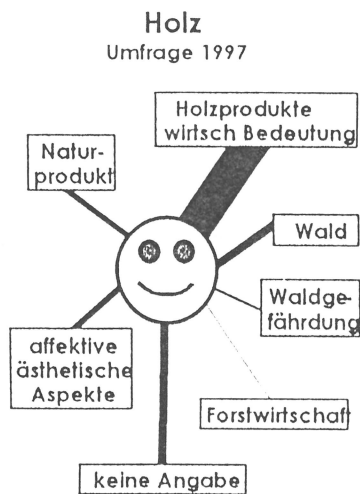 Holz
Umfrage 1997
Holzprodukte
wirtsch Bedeutung
Natur-
produkt
Wald
Waldge-
fährdung
affektive
ästhetische
Aspekte
Forstwirtschaft
keine Angabe